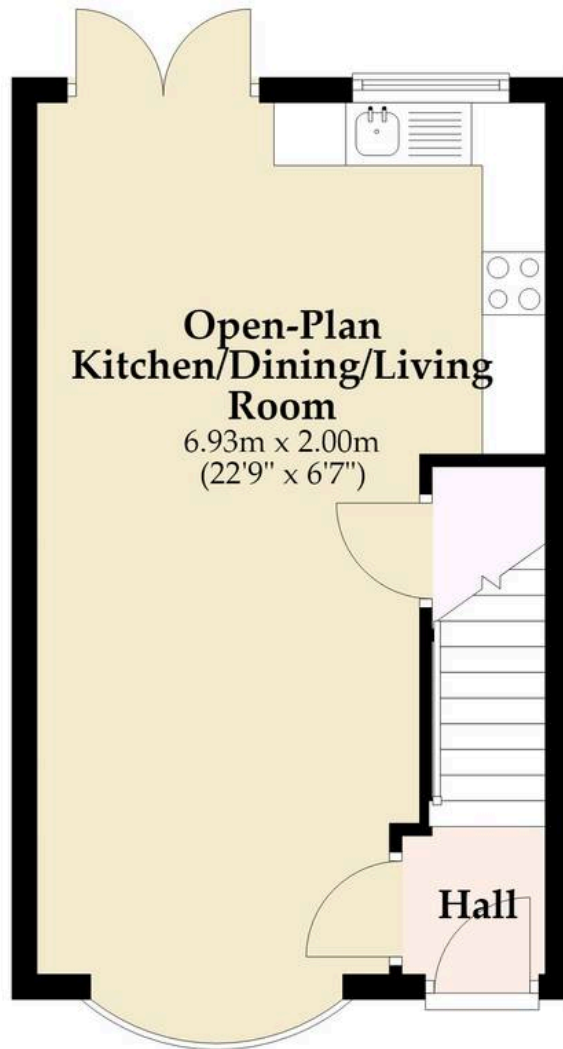 Open-Plan
Kitchen/Dining/Living
Room
6.93m x 2.00m
(22'9" x 6'7")
Hall